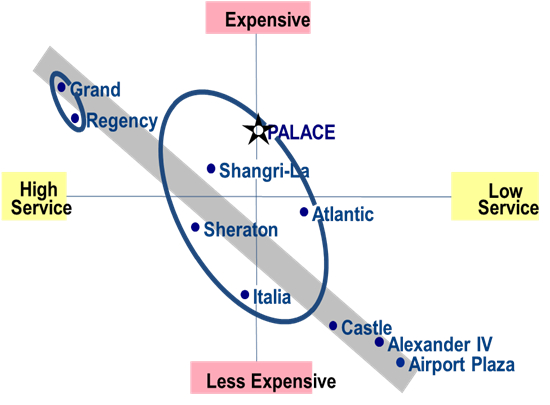 Expensive
Grand
Regency
PALACE
Shangri-La
High
Service
Low
Service
Atlantic
Sheraton
Italia
Castle
Alexander IV
Airport Plaza
Less Expensive